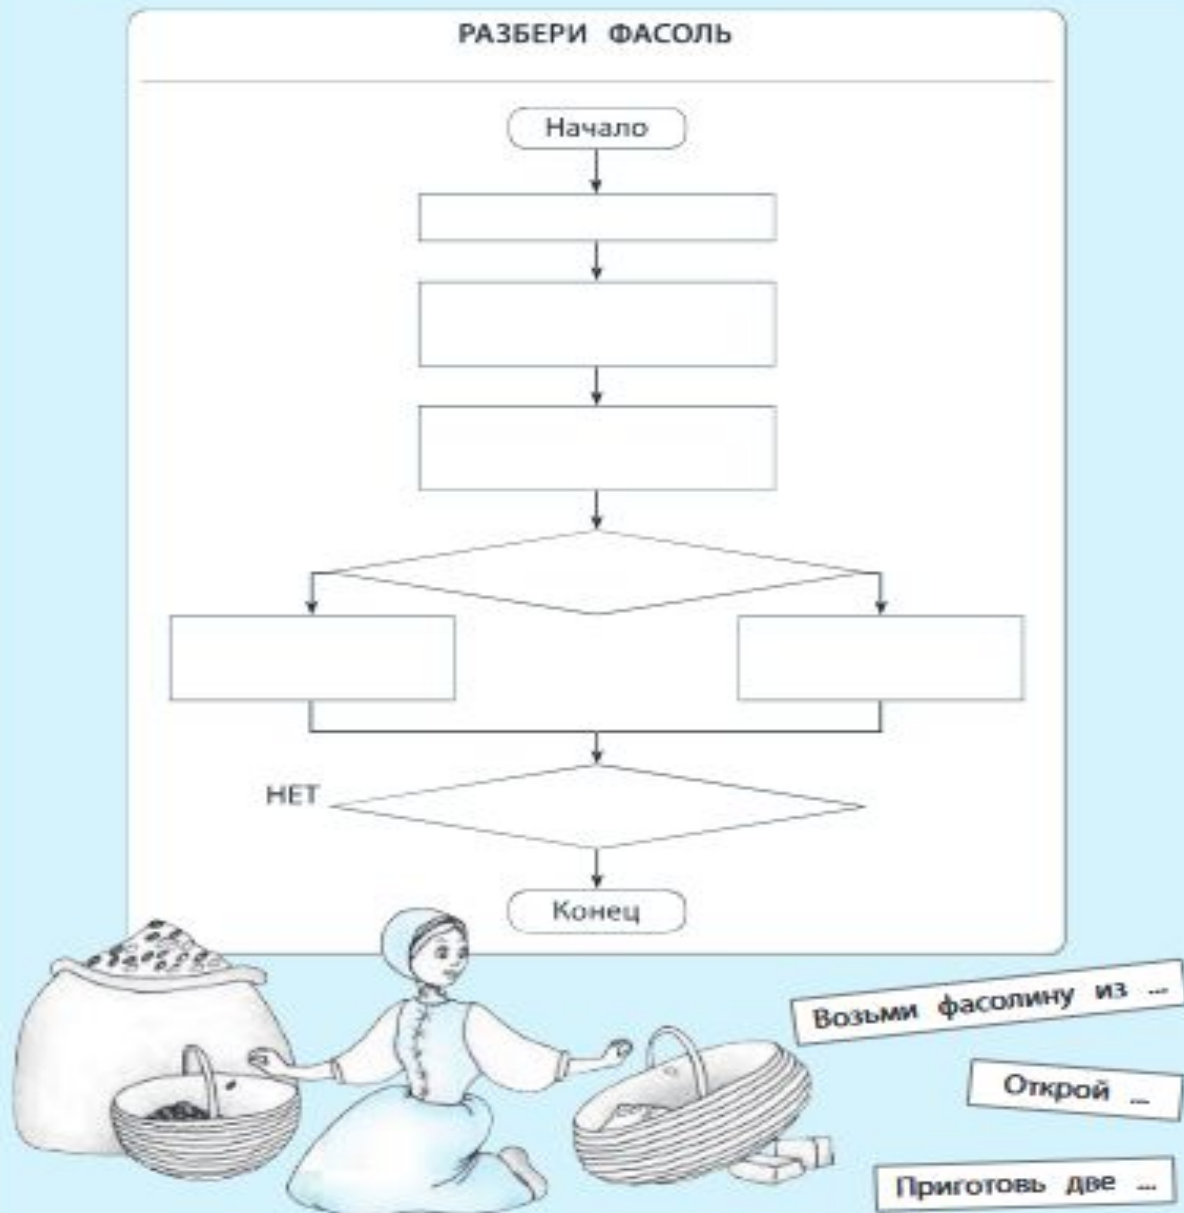 РАЗБЕРИ ФАСОЛЬ
Начало
НЕТ
Конец
Возьми фасолину из ...
Открой ...
Приготовь две ...